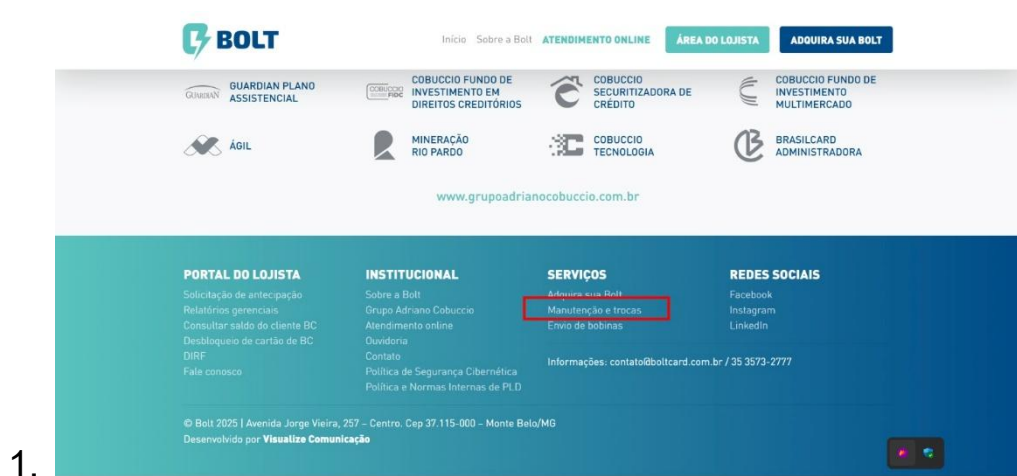 BOLT
Início Sobre a Bolt ATENDIMENTO ONLINE ÁREA DO LOJISTA ADQUIRA SUA BOLT
GUARDIAN
GUARDIAN PLANO
ASSISTENCIAL
COBUCCIO
FIDC
COBUCCIO FUNDO DE
INVESTIMENTO EM
DIREITOS CREDITÓRIOS
COBUCCIO
SECURITIZADORA DE
CRÉDITO
COBUCCIO FUNDO DE
INVESTIMENTO
MULTIMERCADO
ÁGIL
MINERAÇÃO
RIO PARDO
COBUCCIO
TECNOLOGIA
BRASILCARD
ADMINISTRADORA
www.grupoadrianocobuccio.com.br
PORTAL DO LOJISTA
Solicitação de antecipação
Relatórios gerenciais
Consultar saldo do cliente BC
Desbloqueio de cartão de BC
DIRF
Fale conosco
INSTITUCIONAL
Sobre a Bolt
Grupo Adriano Cobuccio
Atendimento online
Ouvidoria
Contato
Política de Segurança Cibernética
Política e Normas Internas de PLD
SERVIÇOS
Adquira sua Bolt
Manutenção e trocas
Envio de bobinas
Informações: contato@boltcard.com.br / 35 3573-2777
REDES SOCIAIS
Facebook
Instagram
LinkedIn
© Bolt 2025 | Avenida Jorge Vieira, 257 – Centro. Cep 37.115-000 – Monte Belo/MG
Desenvolvido por Visualize Comunicação
1.